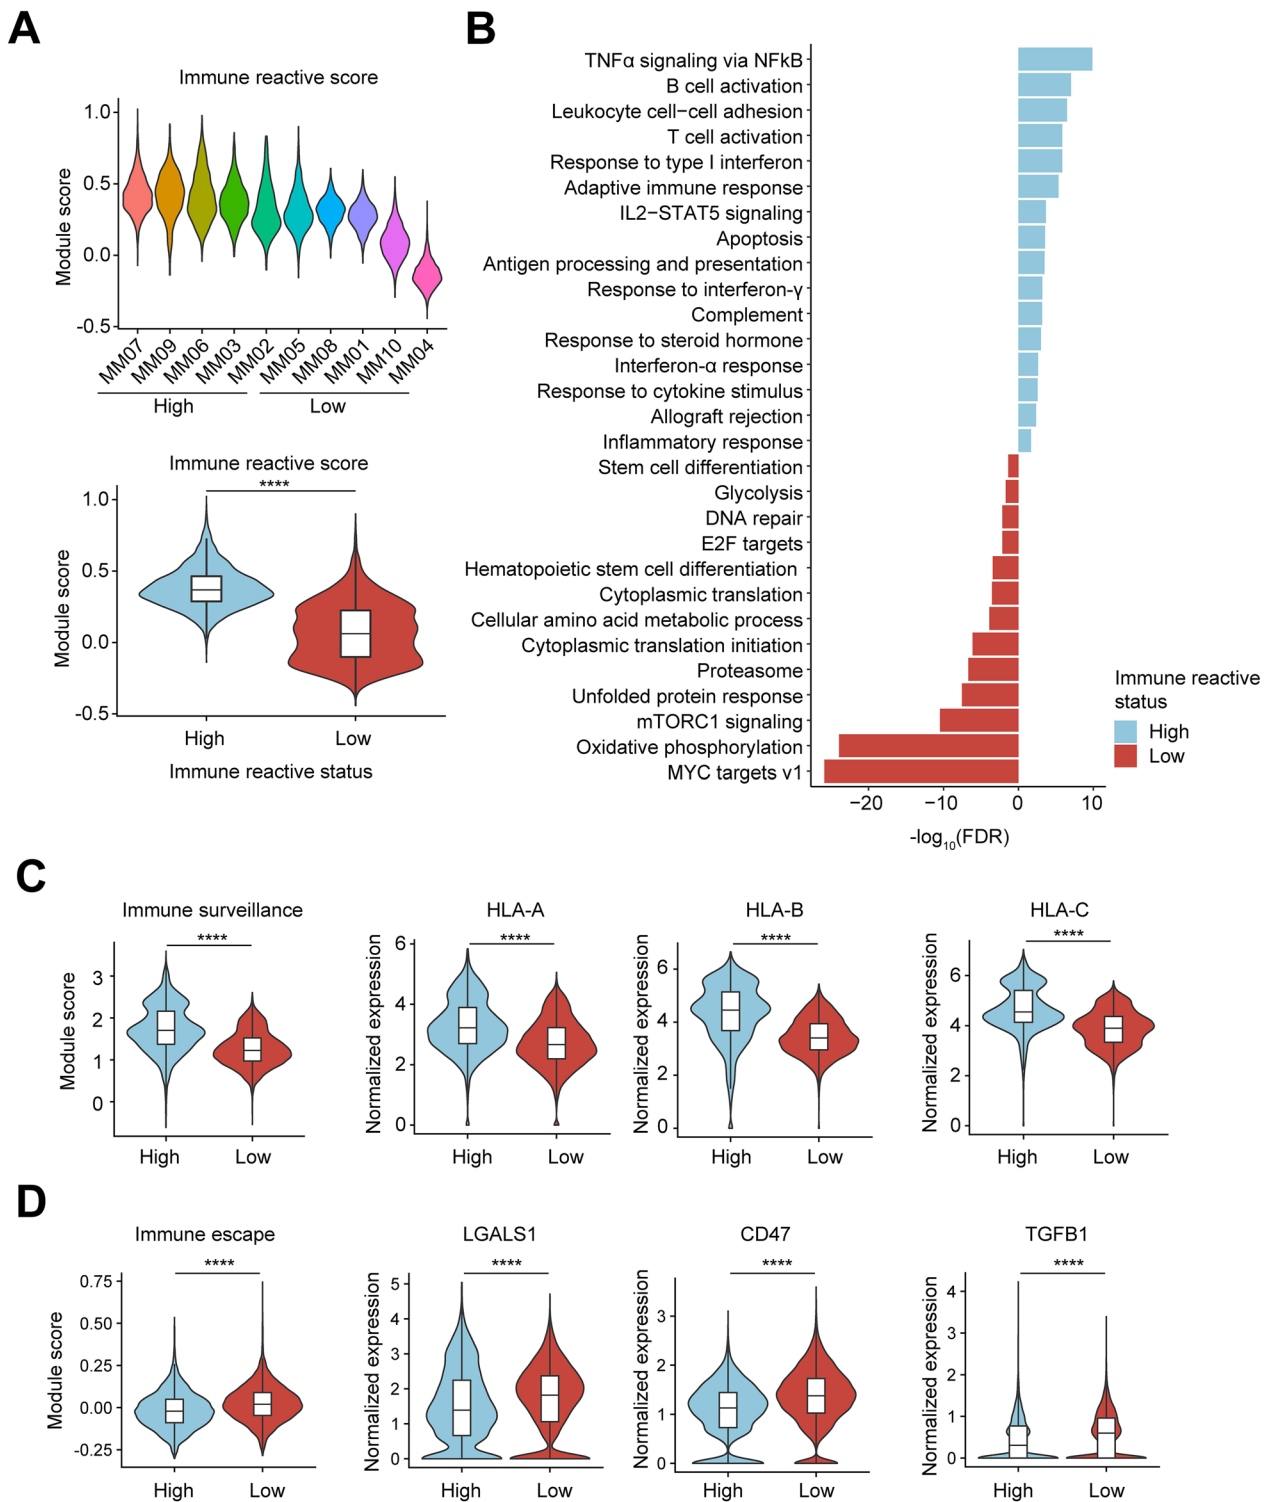 A
Immune reactive score
Module score
1.0
0.5
0.0
-0.5
MM07
MM09
MM06
MM03
MM02
MM05
MM08
MM01
MM10
MM04
High
Low
Immune reactive score
****
Module score
1.0
0.5
0.0
-0.5
High
Low
Immune reactive status
B
TNFα signaling via NFkB
B cell activation
Leukocyte cell−cell adhesion
T cell activation
Response to type I interferon
Adaptive immune response
IL2−STAT5 signaling
Apoptosis
Antigen processing and presentation
Response to interferon-γ
Complement
Response to steroid hormone
Interferon-α response
Response to cytokine stimulus
Allograft rejection
Inflammatory response
Stem cell differentiation
Glycolysis
DNA repair
E2F targets
Hematopoietic stem cell differentiation
Cytoplasmic translation
Cellular amino acid metabolic process
Cytoplasmic translation initiation
Proteasome
Unfolded protein response
mTORC1 signaling
Oxidative phosphorylation
MYC targets v1
−20
−10
0
10
-log10(FDR)
Immune reactive
status
High
Low
C
Immune surveillance
****
Module score
3
2
1
0
High
Low
HLA-A
****
Normalized expression
6
4
2
0
High
Low
HLA-B
****
Normalized expression
6
4
2
0
High
Low
HLA-C
****
Normalized expression
6
4
2
0
High
Low
D
Immune escape
****
Module score
0.75
0.50
0.25
0.00
-0.25
High
Low
LGALS1
****
Normalized expression
5
4
3
2
1
0
High
Low
CD47
****
Normalized expression
3
2
1
0
High
Low
TGFB1
****
Normalized expression
4
3
2
1
0
High
Low